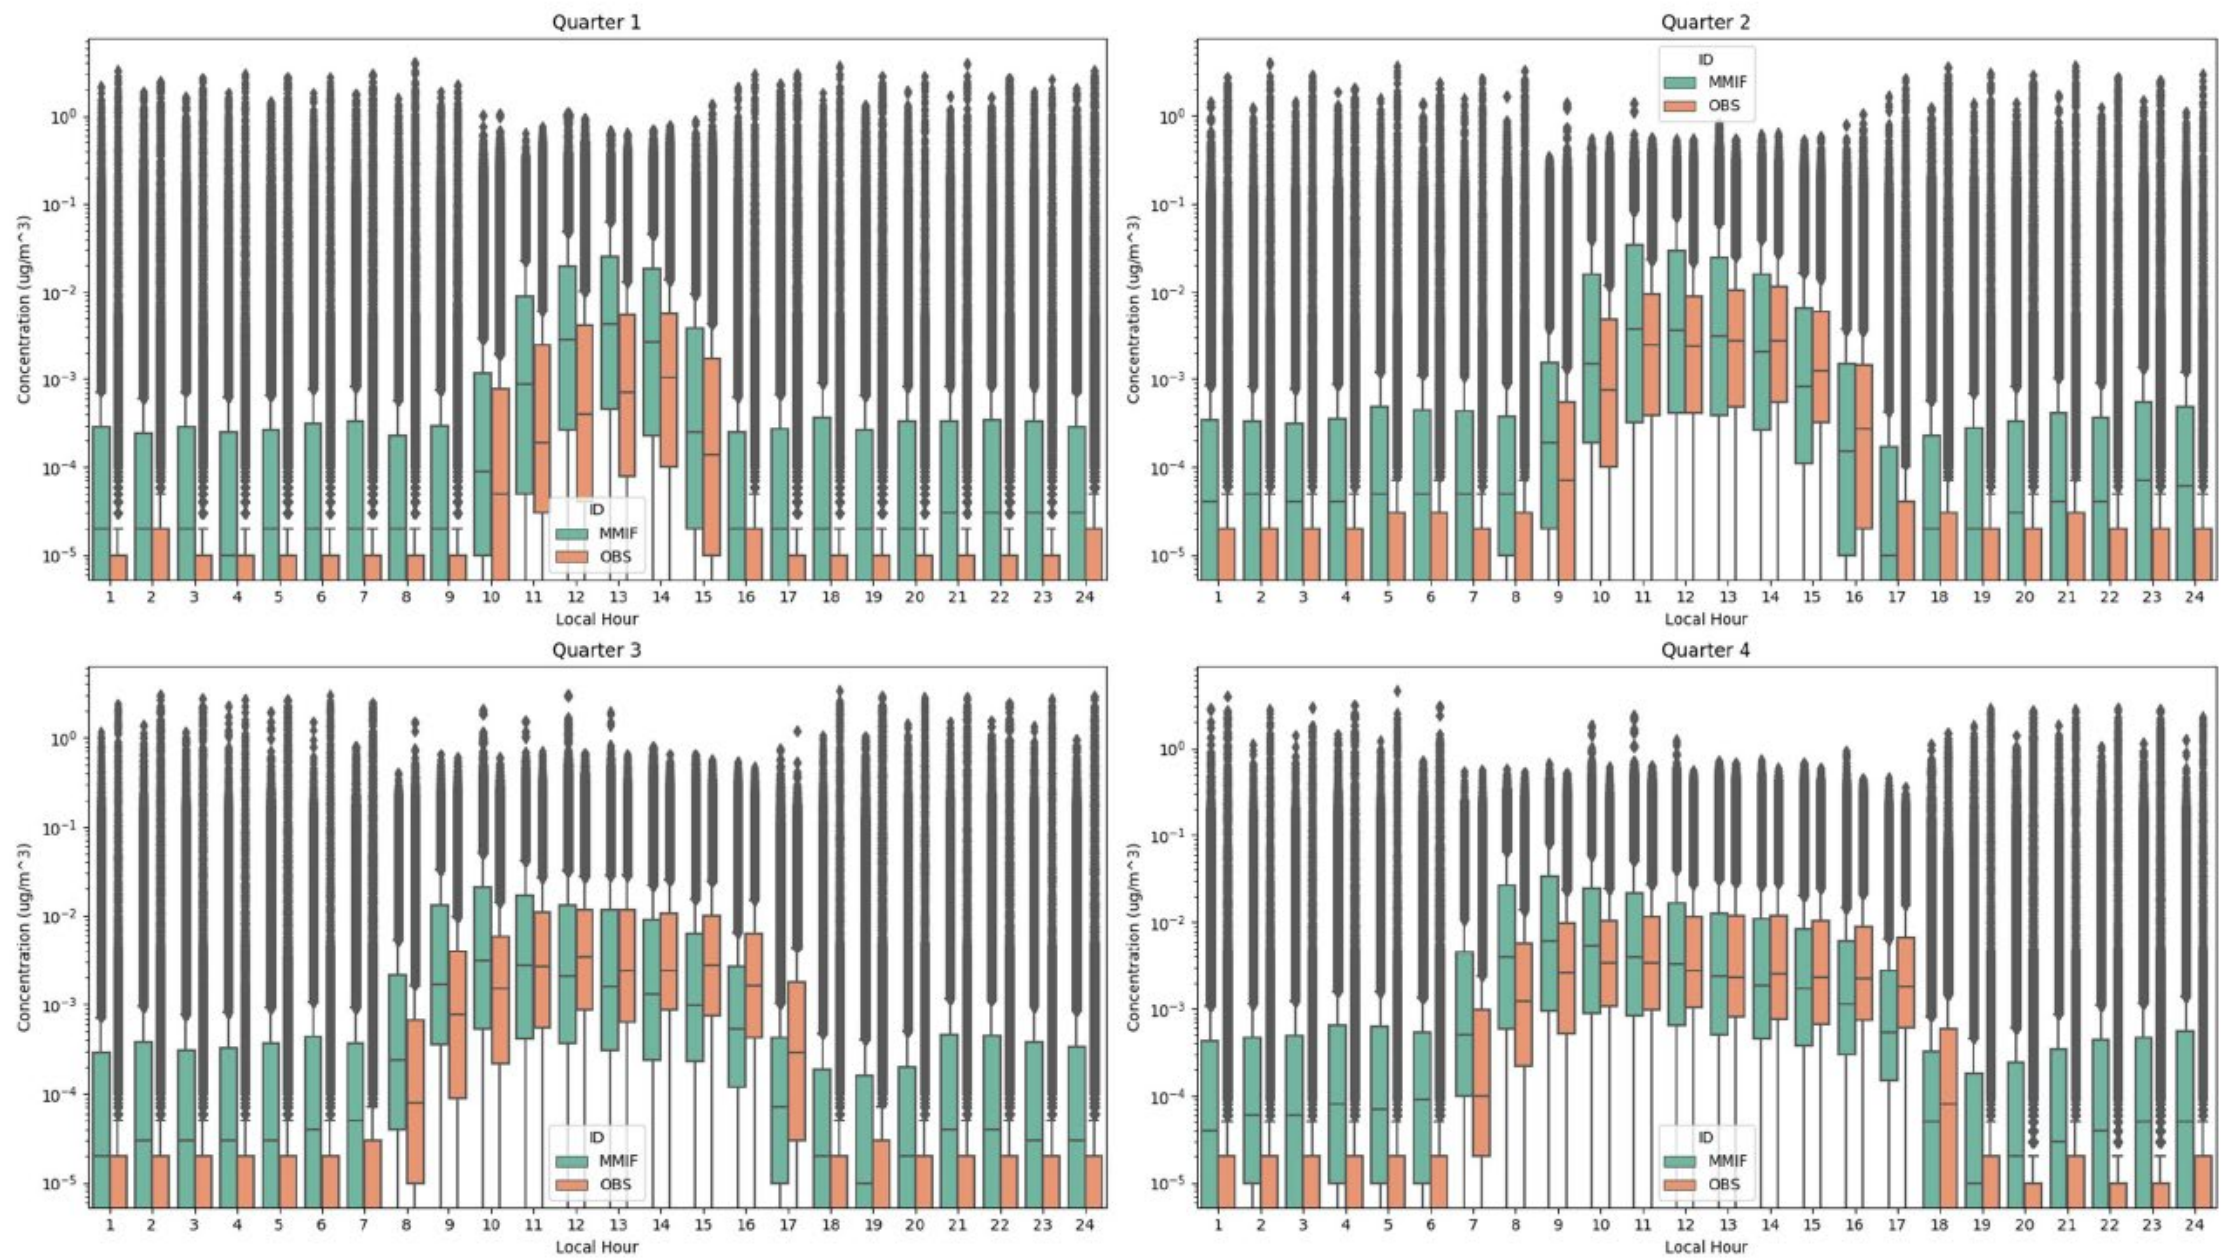 Quarter 1
Concentration (ug/m^3)
10^0
10^-1
10^-2
10^-3
10^-4
10^-5
ID
MMIF
OBS
1 2 3 4 5 6 7 8 9 10 11 12 13 14 15 16 17 18 19 20 21 22 23 24
Local Hour
Quarter 2
Concentration (ug/m^3)
10^0
10^-1
10^-2
10^-3
10^-4
10^-5
ID
MMIF
OBS
1 2 3 4 5 6 7 8 9 10 11 12 13 14 15 16 17 18 19 20 21 22 23 24
Local Hour
Quarter 3
Concentration (ug/m^3)
10^0
10^-1
10^-2
10^-3
10^-4
10^-5
ID
MMIF
OBS
1 2 3 4 5 6 7 8 9 10 11 12 13 14 15 16 17 18 19 20 21 22 23 24
Local Hour
Quarter 4
Concentration (ug/m^3)
10^0
10^-1
10^-2
10^-3
10^-4
10^-5
ID
MMIF
OBS
1 2 3 4 5 6 7 8 9 10 11 12 13 14 15 16 17 18 19 20 21 22 23 24
Local Hour